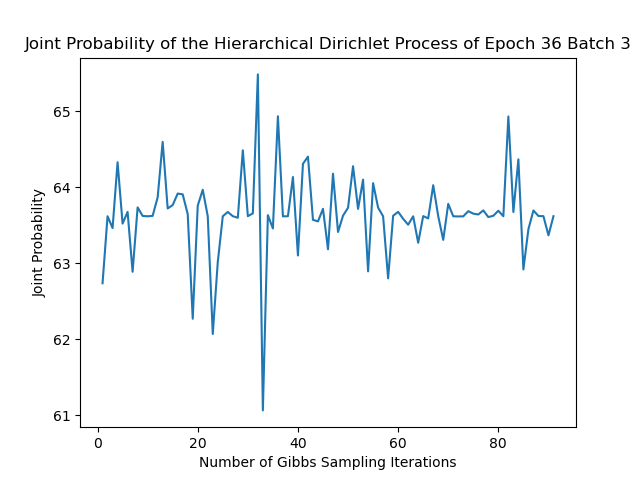 Joint Probability of the Hierarchical Dirichlet Process of Epoch 36 Batch 3
65
64
63
62
61
Joint Probability
0 20 40 60 80
Number of Gibbs Sampling Iterations